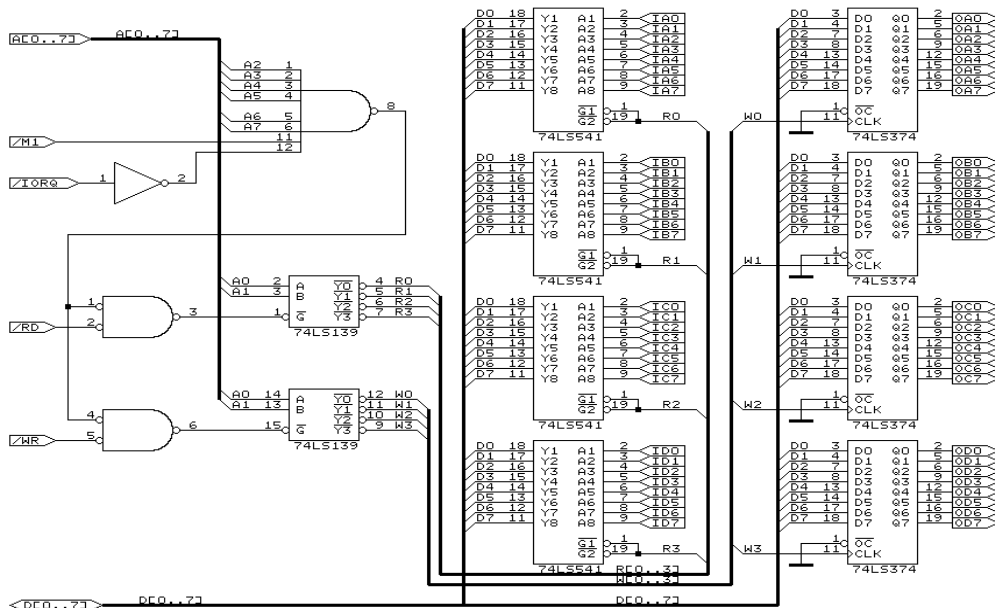 A[0..7]
A[0..7]
A2 1
A3 2
A4 3
A5 4
A6 5
A7 6
8
/M1
11
12
/IORQ
1 2
A0 2 A Y0 4 R0
A1 3 B Y1 5 R1
Y2 6 R2
1 G Y3 7 R3
74LS139
1
/RD 2
3
A0 14 A Y0 12 W0
A1 13 B Y1 11 W1
Y2 10 W2
15 G Y3 9 W3
74LS139
4
/WR 5
6
D0 18 Y1 A1 2 IA0
D1 17 Y2 A2 3 IA1
D2 16 Y3 A3 4 IA2
D3 15 Y4 A4 5 IA3
D4 14 Y5 A5 6 IA4
D5 13 Y6 A6 7 IA5
D6 12 Y7 A7 8 IA6
D7 11 Y8 A8 9 IA7
G1 1
G2 19 R0
74LS541
D0 18 Y1 A1 2 IB0
D1 17 Y2 A2 3 IB1
D2 16 Y3 A3 4 IB2
D3 15 Y4 A4 5 IB3
D4 14 Y5 A5 6 IB4
D5 13 Y6 A6 7 IB5
D6 12 Y7 A7 8 IB6
D7 11 Y8 A8 9 IB7
G1 1
G2 19 R1
74LS541
D0 18 Y1 A1 2 IC0
D1 17 Y2 A2 3 IC1
D2 16 Y3 A3 4 IC2
D3 15 Y4 A4 5 IC3
D4 14 Y5 A5 6 IC4
D5 13 Y6 A6 7 IC5
D6 12 Y7 A7 8 IC6
D7 11 Y8 A8 9 IC7
G1 1
G2 19 R2
74LS541
D0 18 Y1 A1 2 ID0
D1 17 Y2 A2 3 ID1
D2 16 Y3 A3 4 ID2
D3 15 Y4 A4 5 ID3
D4 14 Y5 A5 6 ID4
D5 13 Y6 A6 7 ID5
D6 12 Y7 A7 8 ID6
D7 11 Y8 A8 9 ID7
G1 1
G2 19 R3
74LS541
D0 3 D0 Q0 2 OA0
D1 4 D1 Q1 5 OA1
D2 7 D2 Q2 6 OA2
D3 8 D3 Q3 9 OA3
D4 13 D4 Q4 12 OA4
D5 14 D5 Q5 15 OA5
D6 17 D6 Q6 16 OA6
D7 18 D7 Q7 19 OA7
1 OC
W0 11 CLK
74LS374
D0 3 D0 Q0 2 OB0
D1 4 D1 Q1 5 OB1
D2 7 D2 Q2 6 OB2
D3 8 D3 Q3 9 OB3
D4 13 D4 Q4 12 OB4
D5 14 D5 Q5 15 OB5
D6 17 D6 Q6 16 OB6
D7 18 D7 Q7 19 OB7
1 OC
W1 11 CLK
74LS374
D0 3 D0 Q0 2 OC0
D1 4 D1 Q1 5 OC1
D2 7 D2 Q2 6 OC2
D3 8 D3 Q3 9 OC3
D4 13 D4 Q4 12 OC4
D5 14 D5 Q5 15 OC5
D6 17 D6 Q6 16 OC6
D7 18 D7 Q7 19 OC7
1 OC
W2 11 CLK
74LS374
D0 3 D0 Q0 2 OD0
D1 4 D1 Q1 5 OD1
D2 7 D2 Q2 6 OD2
D3 8 D3 Q3 9 OD3
D4 13 D4 Q4 12 OD4
D5 14 D5 Q5 15 OD5
D6 17 D6 Q6 16 OD6
D7 18 D7 Q7 19 OD7
1 OC
W3 11 CLK
74LS374
R[0..3]
W[0..3]
D[0..7]
D[0..7]
D[0..7]